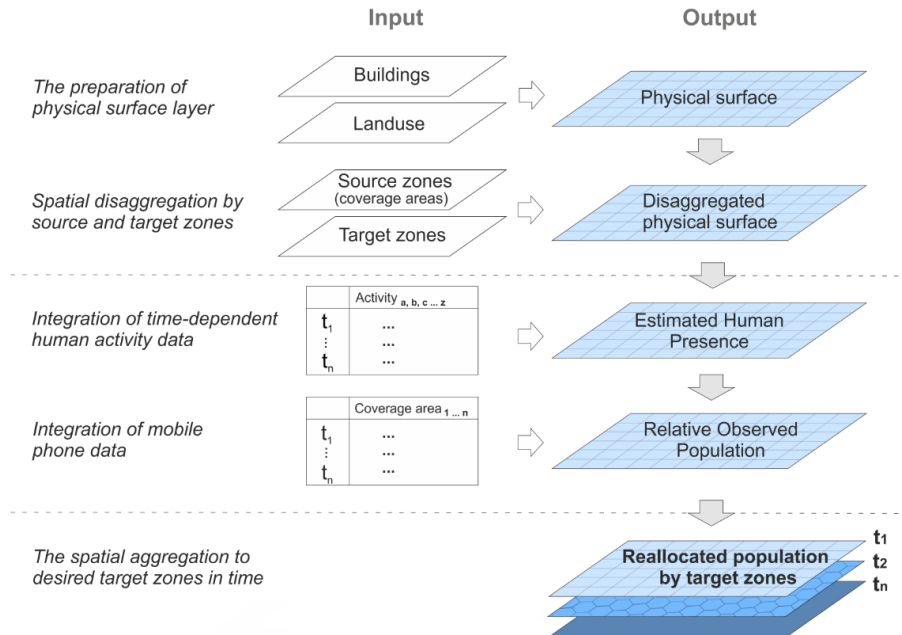 Input
Output
The preparation of
physical surface layer
Buildings
Landuse
Physical surface
Spatial disaggregation by
source and target zones
Source zones
(coverage areas)
Target zones
Disaggregated
physical surface
Integration of time-dependent
human activity data
Activity a, b, c ... z
t1 ...
⋮
tn ...
...
Estimated Human
Presence
Integration of mobile
phone data
Coverage area 1 ... n
t1 ...
⋮ ...
tn ...
Relative Observed
Population
The spatial aggregation to
desired target zones in time
Reallocated population
by target zones
t1
t2
tn